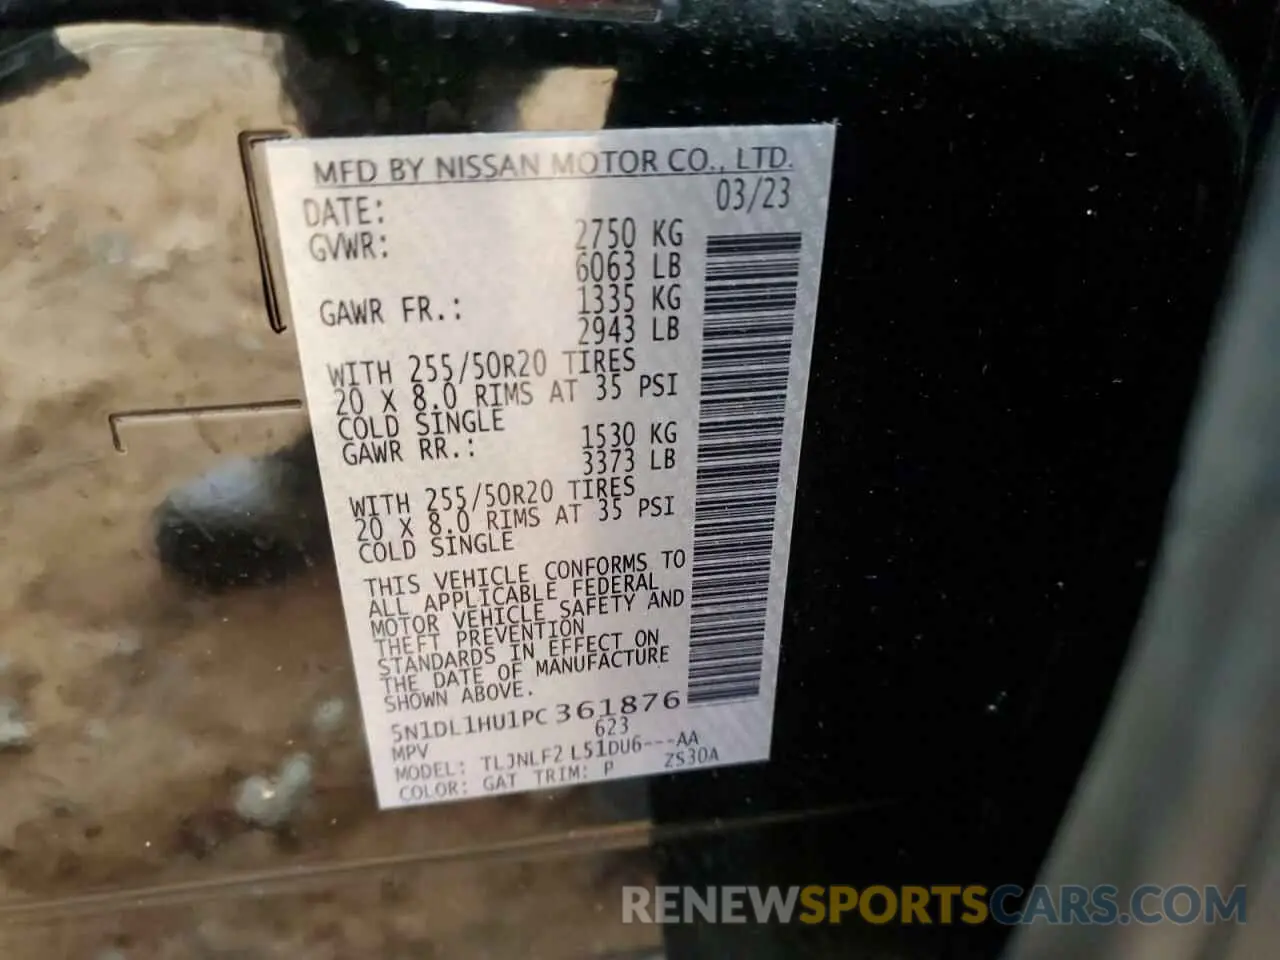 MFD BY NISSAN MOTOR CO., LTD.
DATE: 03/23
GVWR: 2750 KG
6063 LB
GAWR FR.: 1335 KG
2943 LB
WITH 255/50R20 TIRES
20 X 8.0 RIMS AT 35 PSI
COLD SINGLE
GAWR RR.: 1530 KG
3373 LB
WITH 255/50R20 TIRES
20 X 8.0 RIMS AT 35 PSI
COLD SINGLE
THIS VEHICLE CONFORMS TO
ALL APPLICABLE FEDERAL
MOTOR VEHICLE SAFETY AND
THEFT PREVENTION
STANDARDS IN EFFECT ON
THE DATE OF MANUFACTURE
SHOWN ABOVE.
5N1DL1HU1PC361876
MPV 623
MODEL: TLJNLF2 L51DU6---AA
COLOR: GAT TRIM: P ZS30A
RENEWSPORTSCARS.COM